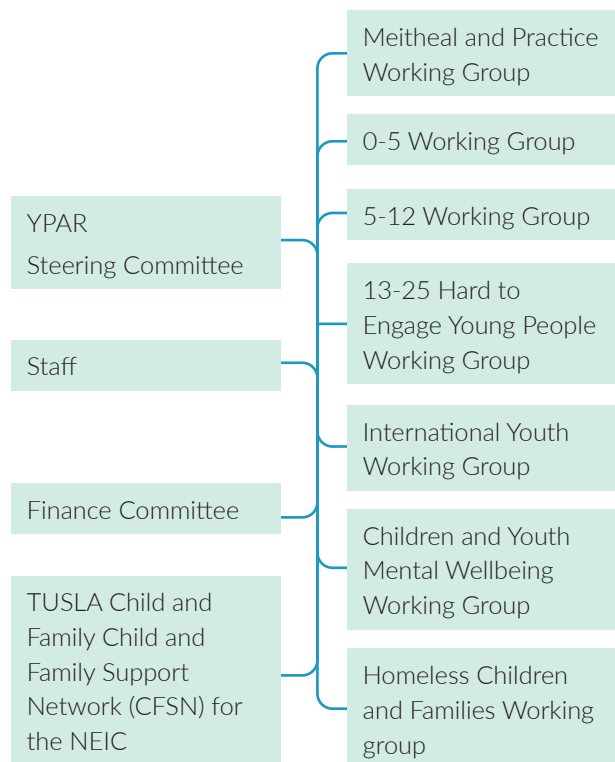 YPAR
Steering Committee
Staff
Finance Committee
TUSLA Child and
Family Child and
Family Support
Network (CFSN) for
the NEIC
Meitheal and Practice
Working Group
0-5 Working Group
5-12 Working Group
13-25 Hard to
Engage Young People
Working Group
International Youth
Working Group
Children and Youth
Mental Wellbeing
Working Group
Homeless Children
and Families Working
group